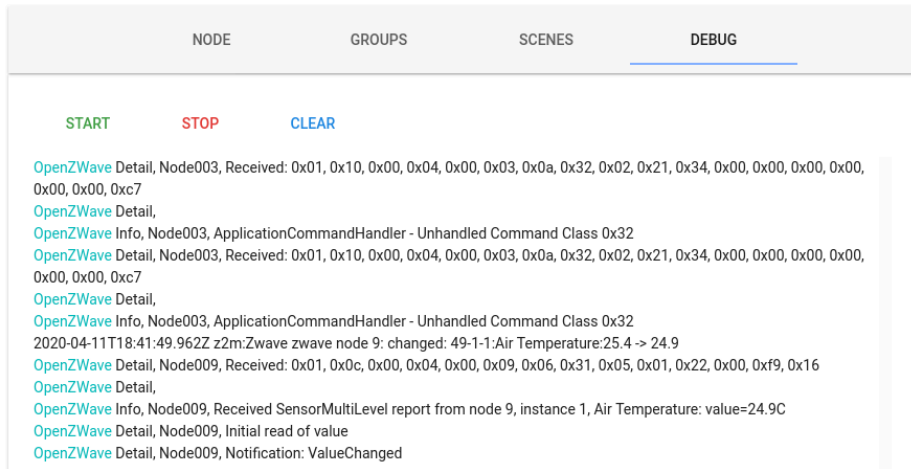 NODE GROUPS SCENES DEBUG
START STOP CLEAR
OpenZWave Detail, Node003, Received: 0x01, 0x10, 0x00, 0x04, 0x00, 0x03, 0x0a, 0x32, 0x02, 0x21, 0x34, 0x00, 0x00, 0x00, 0x00,
0x00, 0x00, 0xc7
OpenZWave Detail,
OpenZWave Info, Node003, ApplicationCommandHandler - Unhandled Command Class 0x32
OpenZWave Detail, Node003, Received: 0x01, 0x10, 0x00, 0x04, 0x00, 0x03, 0x0a, 0x32, 0x02, 0x21, 0x34, 0x00, 0x00, 0x00, 0x00,
0x00, 0x00, 0xc7
OpenZWave Detail,
OpenZWave Info, Node003, ApplicationCommandHandler - Unhandled Command Class 0x32
2020-04-11T18:41:49.962Z z2m:Zwave zwave node 9: changed: 49-1-1:Air Temperature:25.4 -> 24.9
OpenZWave Detail, Node009, Received: 0x01, 0x0c, 0x00, 0x04, 0x00, 0x09, 0x06, 0x31, 0x05, 0x01, 0x22, 0x00, 0xf9, 0x16
OpenZWave Detail,
OpenZWave Info, Node009, Received SensorMultiLevel report from node 9, instance 1, Air Temperature: value=24.9C
OpenZWave Detail, Node009, Initial read of value
OpenZWave Detail, Node009, Notification: ValueChanged